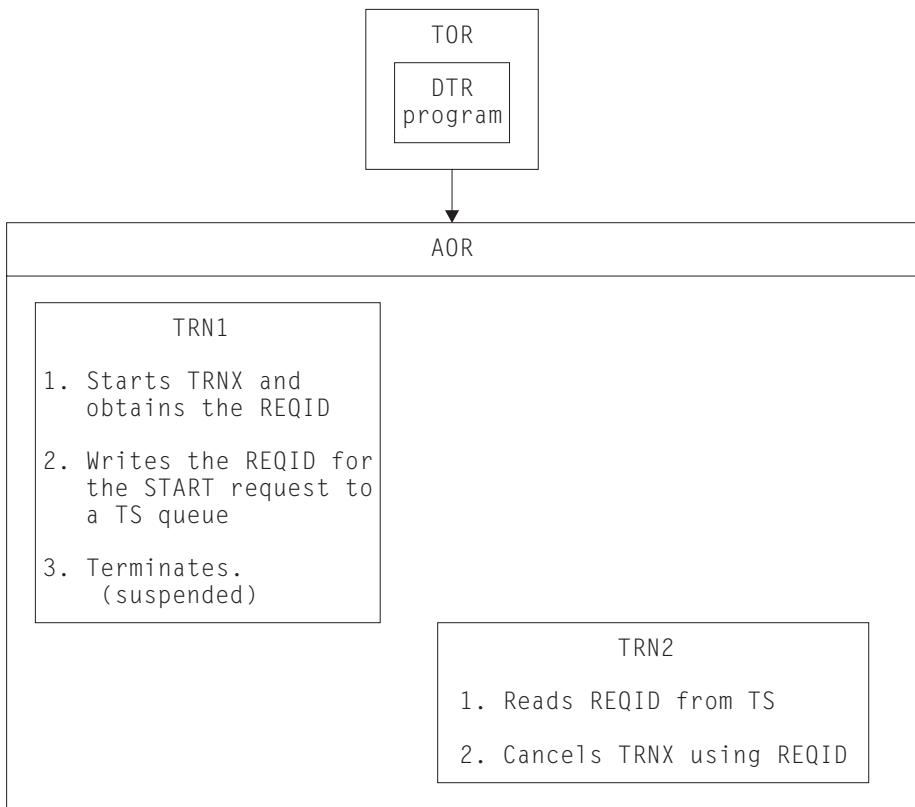 TOR
DTR
program
AOR
TRN1
1. Starts TRNX and
obtains the REQID
2. Writes the REQID for
the START request to
a TS queue
3. Terminates.
(suspended)
TRN2
1. Reads REQID from TS
2. Cancels TRNX using REQID